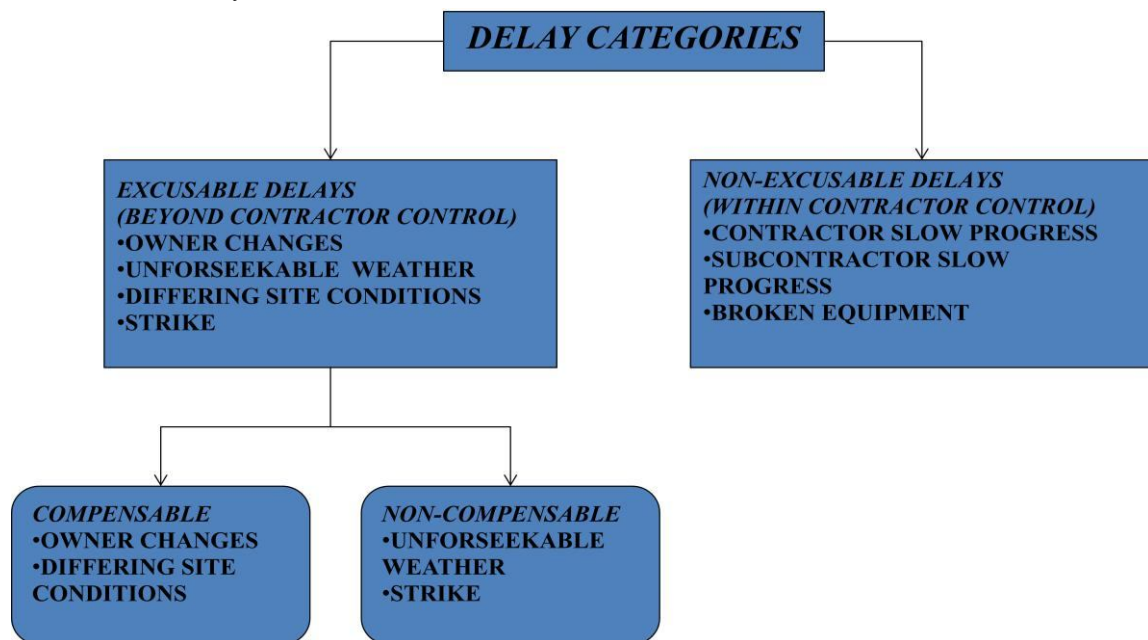 DELAY CATEGORIES
EXCUSABLE DELAYS
(BEYOND CONTRACTOR CONTROL)
•OWNER CHANGES
•UNFORSEEKABLE WEATHER
•DIFFERING SITE CONDITIONS
•STRIKE
NON-EXCUSABLE DELAYS
(WITHIN CONTRACTOR CONTROL)
•CONTRACTOR SLOW PROGRESS
•SUBCONTRACTOR SLOW
PROGRESS
•BROKEN EQUIPMENT
COMPENSABLE
•OWNER CHANGES
•DIFFERING SITE
CONDITIONS
NON-COMPENSABLE
•UNFORSEEKABLE
WEATHER
•STRIKE